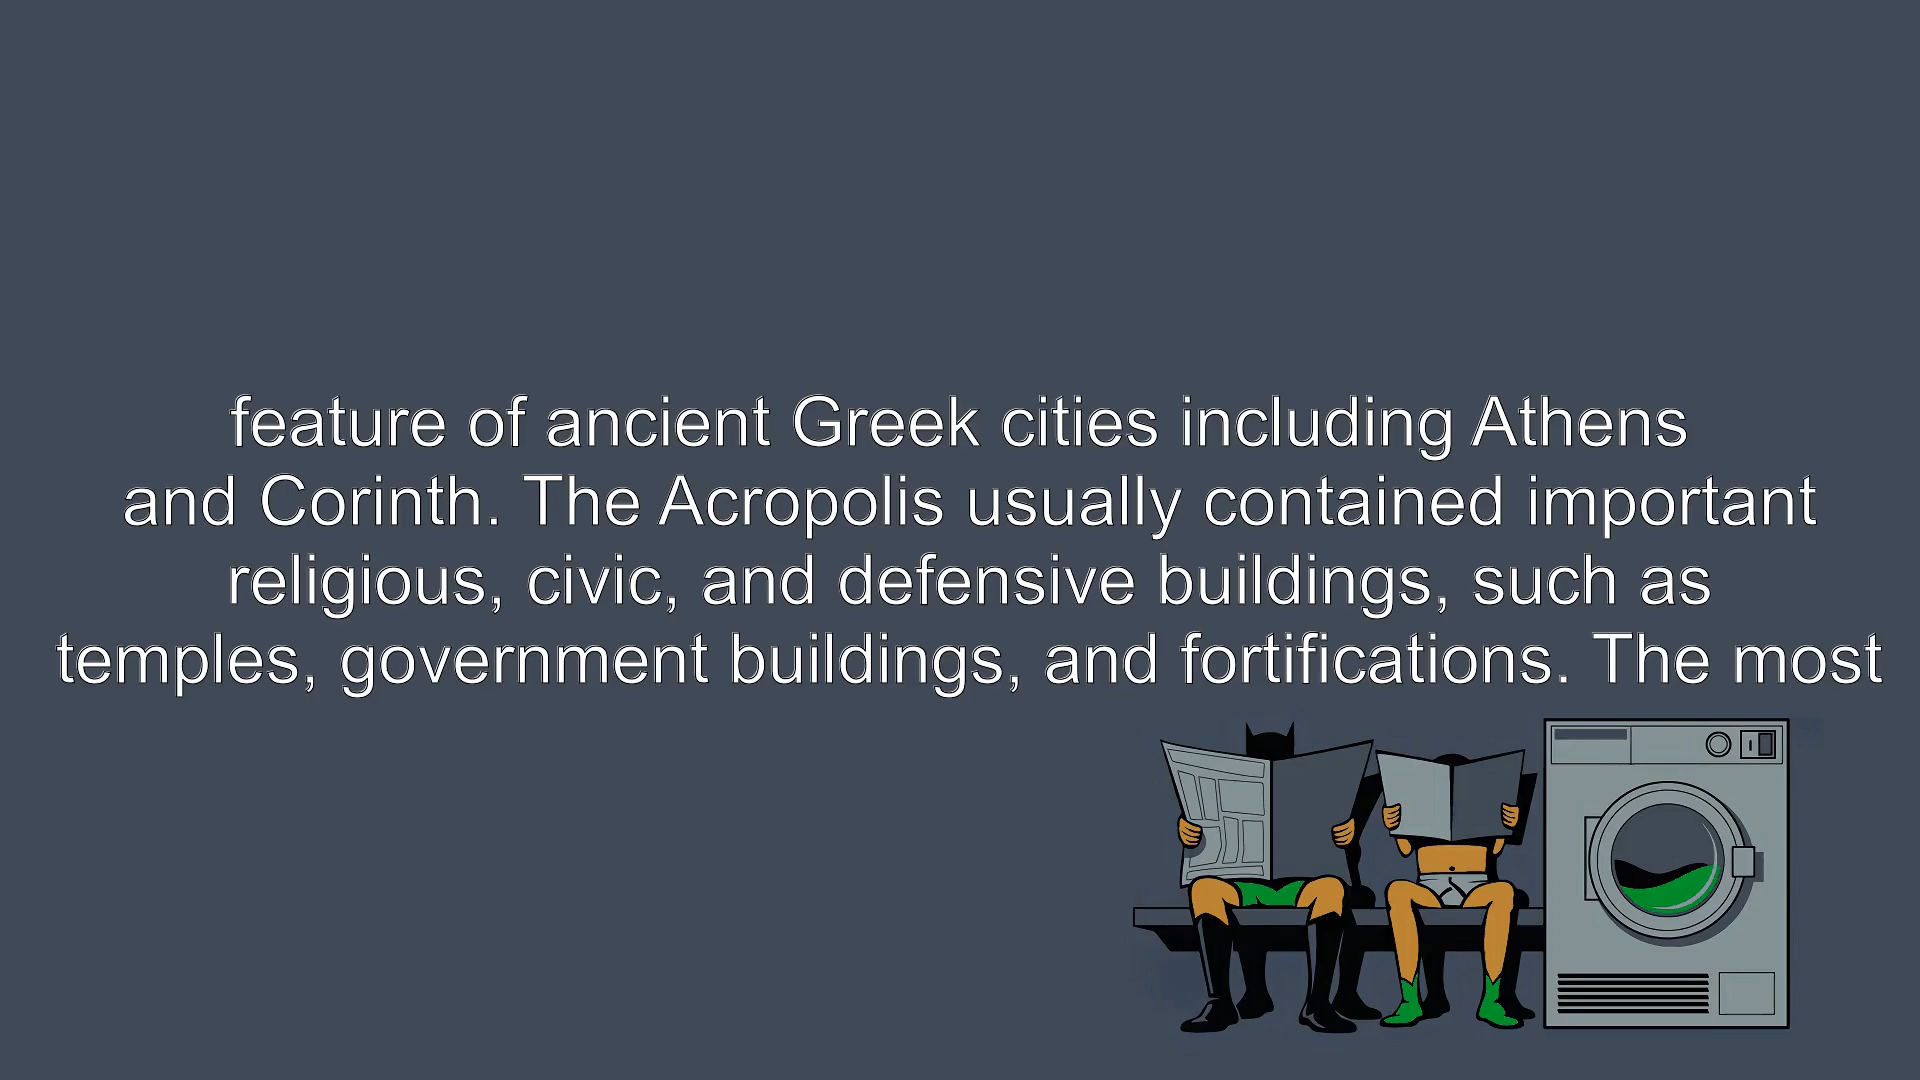 feature of ancient Greek cities including Athens
and Corinth. The Acropolis usually contained important
religious, civic, and defensive buildings, such as
temples, government buildings, and fortifications. The most